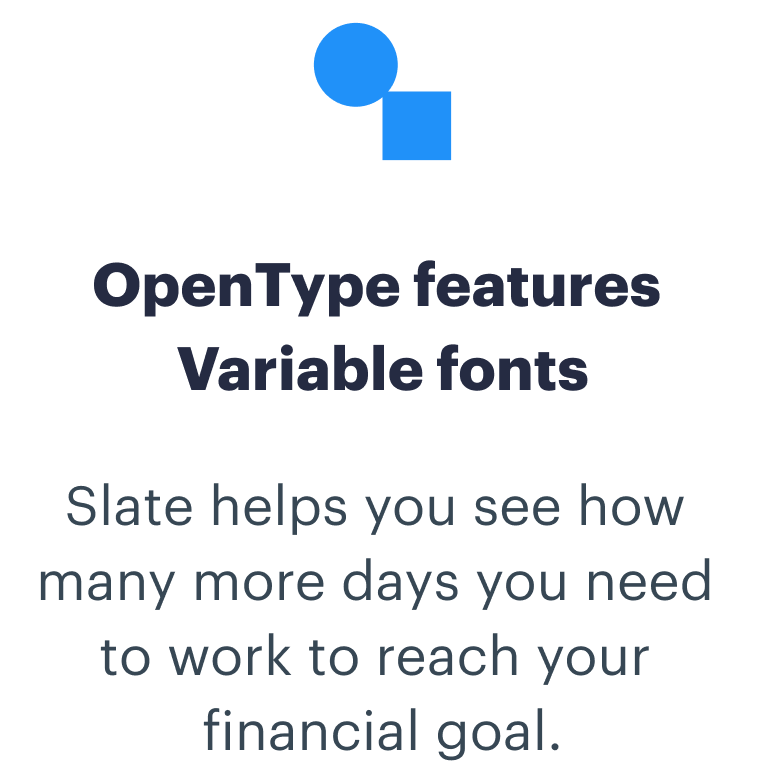 OpenType features
Variable fonts
Slate helps you see how
many more days you need
to work to reach your
financial goal.